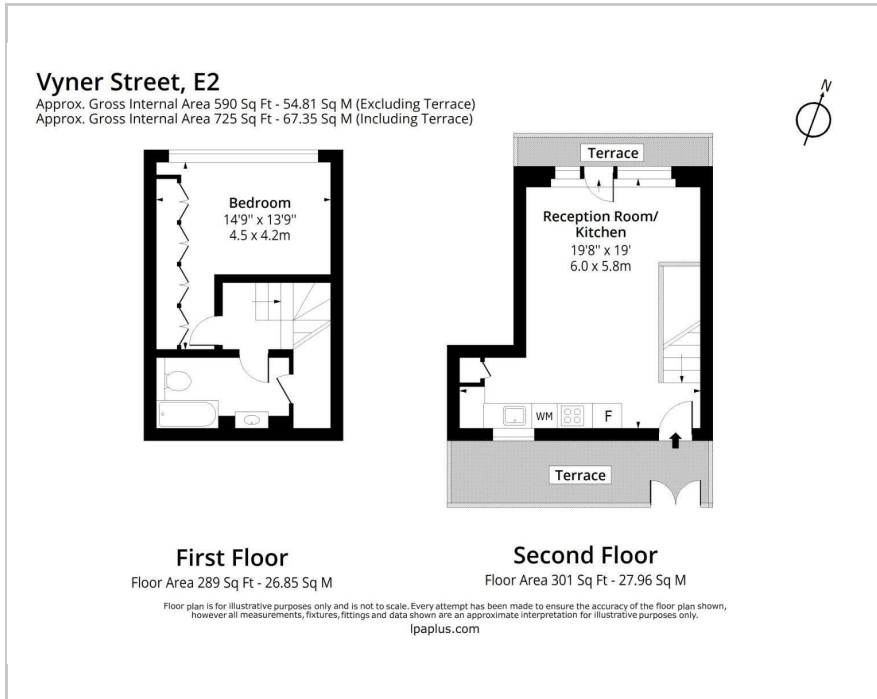 Vyner Street, E2
Approx. Gross Internal Area 590 Sq Ft - 54.81 Sq M (Excluding Terrace)
Approx. Gross Internal Area 725 Sq Ft - 67.35 Sq M (Including Terrace)
N
Bedroom
14'9" x 13'9"
4.5 x 4.2m
Terrace
Reception Room/
Kitchen
19'8" x 19'
6.0 x 5.8m
WM
F
Terrace
First Floor
Floor Area 289 Sq Ft - 26.85 Sq M
Second Floor
Floor Area 301 Sq Ft - 27.96 Sq M
Floor plan is for illustrative purposes only and is not to scale. Every attempt has been made to ensure the accuracy of the floor plan shown,
however all measurements, fixtures, fittings and data shown are an approximate interpretation for illustrative purposes only.
lpaplus.com